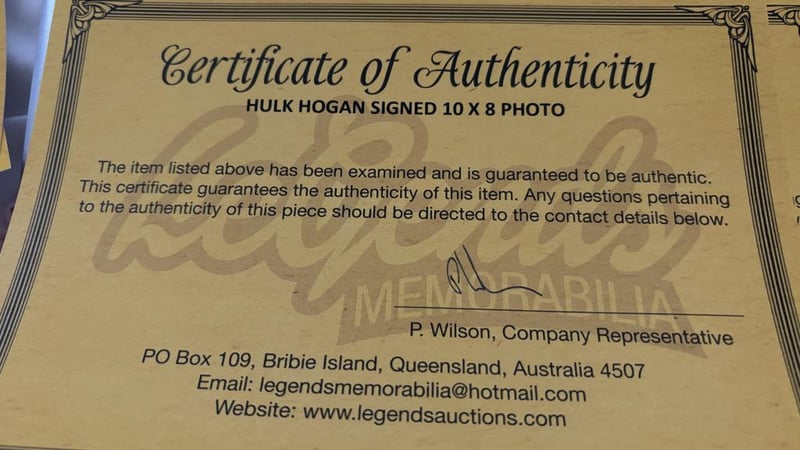 Certificate of Authenticity
HULK HOGAN SIGNED 10 X 8 PHOTO
Legends
MEMORABILIA
The item listed above has been examined and is guaranteed to be authentic.
This certificate guarantees the authenticity of this item. Any questions pertaining
to the authenticity of this piece should be directed to the contact details below.
P. Wilson, Company Representative
PO Box 109, Bribie Island, Queensland, Australia 4507
Email: legendsmemorabilia@hotmail.com
Website: www.legendsauctions.com